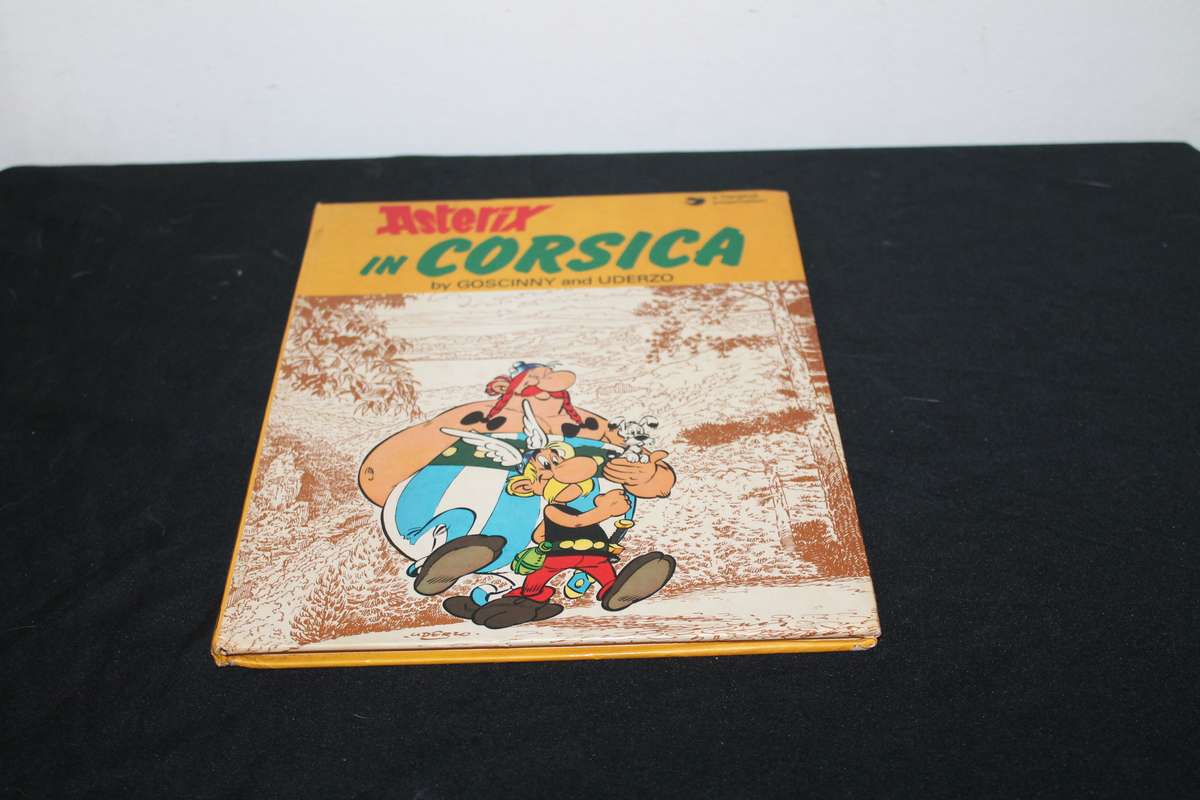 Asterix
IN CORSICA
by GOSCINNY and UDERZO
UDERZO